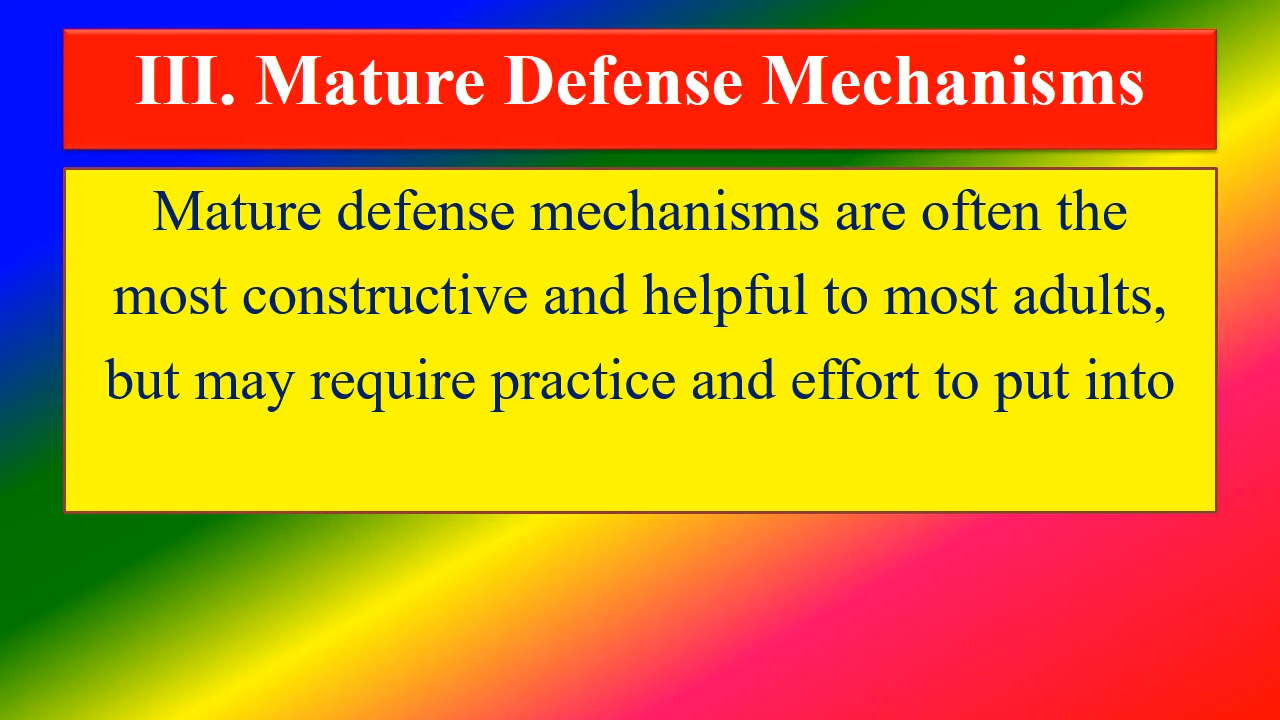 III. Mature Defense Mechanisms
Mature defense mechanisms are often the
most constructive and helpful to most adults,
but may require practice and effort to put into